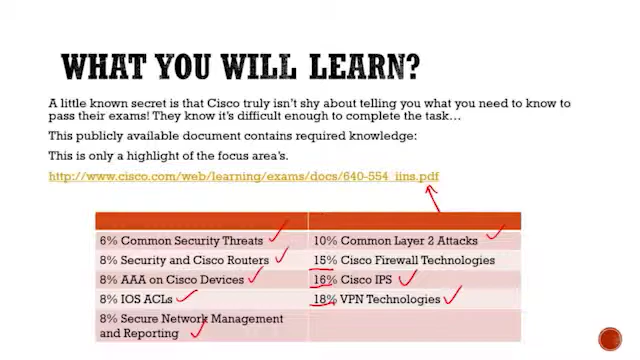 WHAT YOU WILL LEARN?
A little known secret is that Cisco truly isn't shy about telling you what you need to know to
pass their exams! They know it's difficult enough to complete the task…
This publicly available document contains required knowledge:
This is only a highlight of the focus area's.
http://www.cisco.com/web/learning/exams/docs/640-554_iins.pdf
6% Common Security Threats
10% Common Layer 2 Attacks
8% Security and Cisco Routers
15% Cisco Firewall Technologies
8% AAA on Cisco Devices
16% Cisco IPS
8% IOS ACLs
18% VPN Technologies
8% Secure Network Management
and Reporting